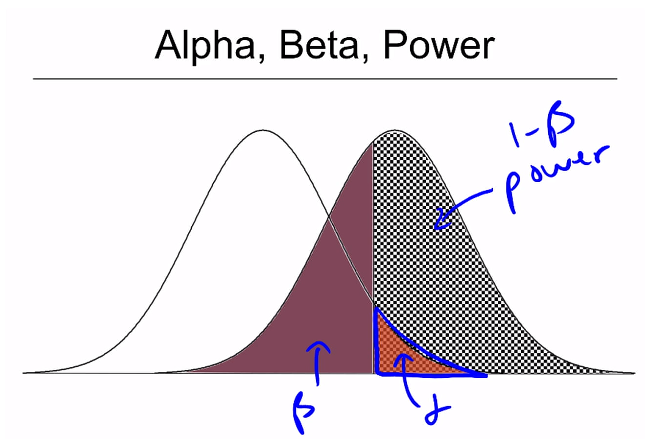 Alpha, Beta, Power
1-β
power
β
α